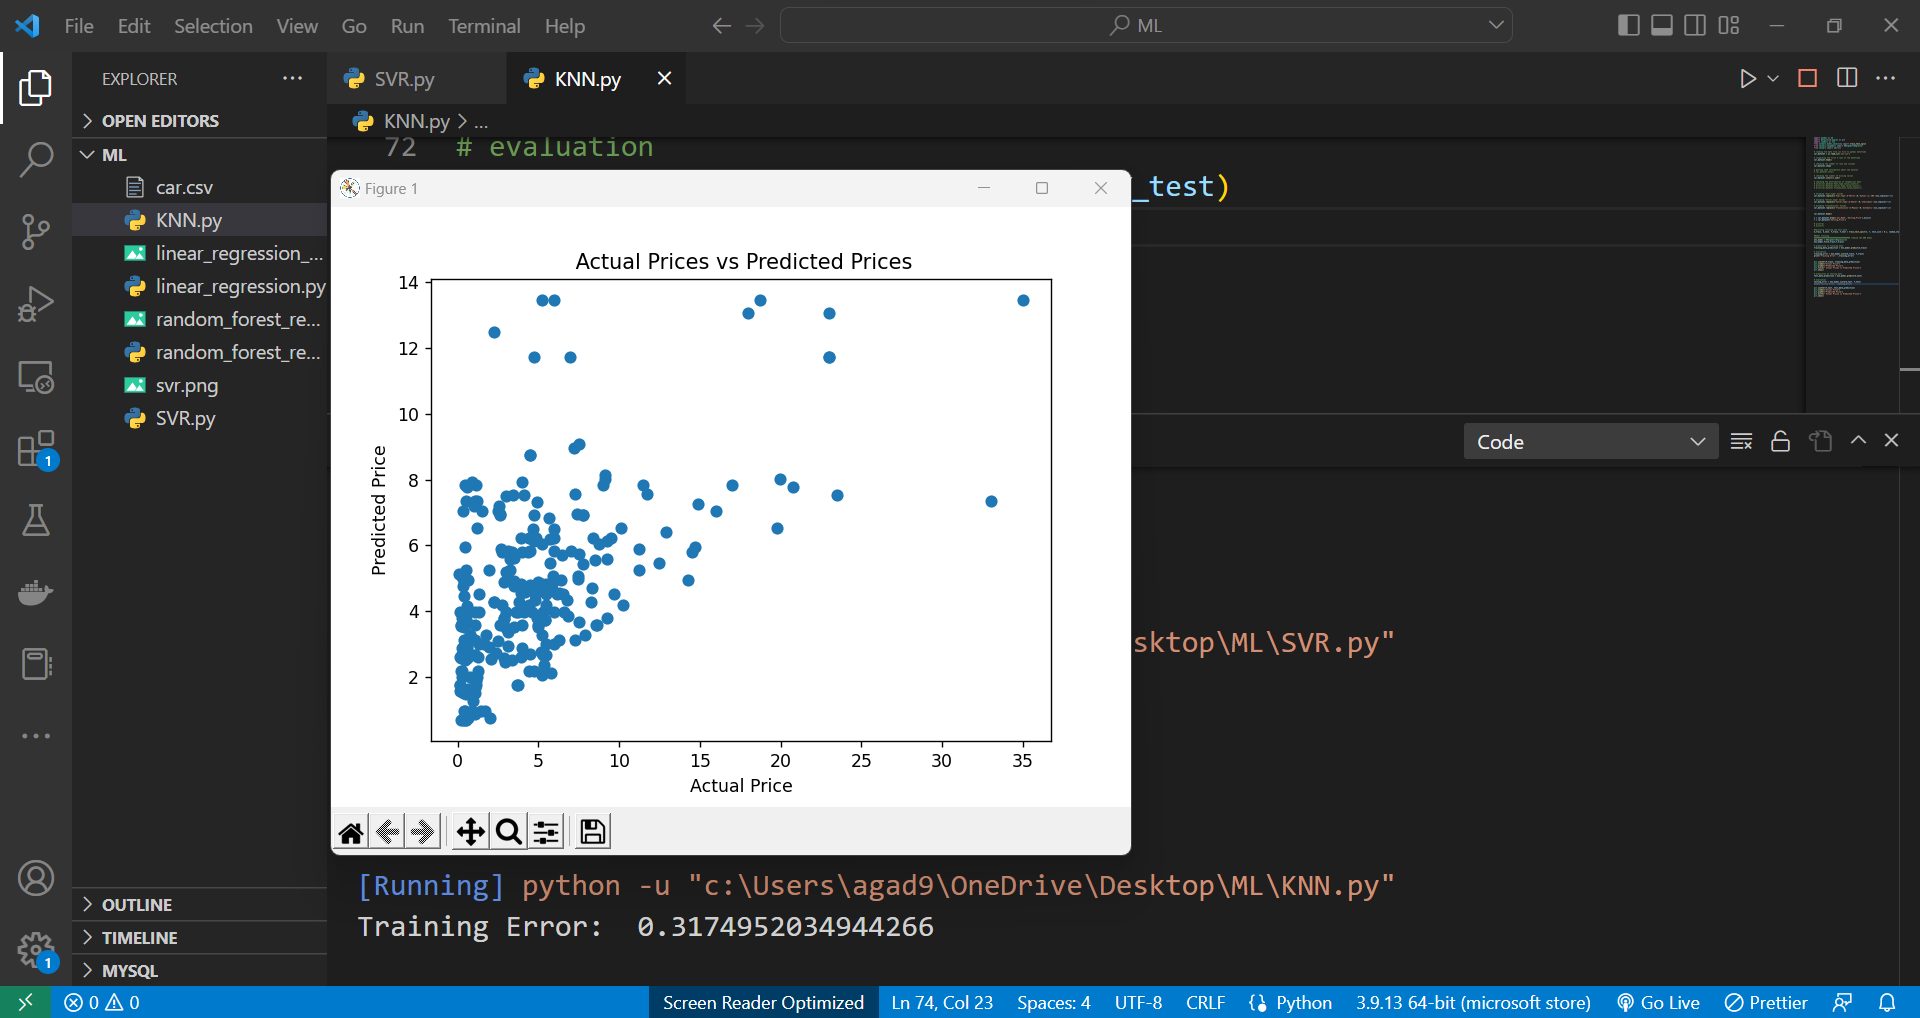 File Edit Selection View Go Run Terminal Help
ML
EXPLORER
OPEN EDITORS
ML
car.csv
KNN.py
linear_regression_...
linear_regression.py
random_forest_re...
random_forest_re...
svr.png
SVR.py
OUTLINE
TIMELINE
MYSQL
1
1
SVR.py
KNN.py
KNN.py > ...
72 # evaluation
_test)
Figure 1
Actual Prices vs Predicted Prices
14
12
10
8
6
4
2
Predicted Price
0 5 10 15 20 25 30 35
Actual Price
Code
sktop\ML\SVR.py"
[Running] python -u "c:\Users\agad9\OneDrive\Desktop\ML\KNN.py"
Training Error: 0.3174952034944266
0 0 Screen Reader Optimized Ln 74, Col 23 Spaces: 4 UTF-8 CRLF Python 3.9.13 64-bit (microsoft store) Go Live Prettier